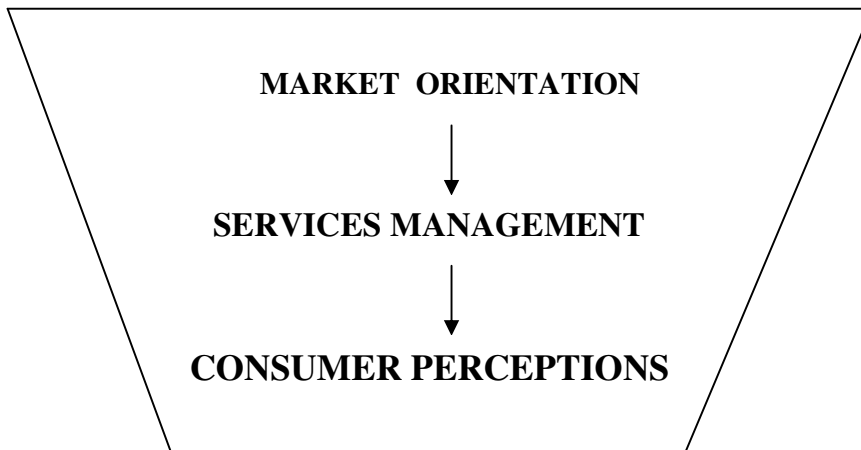 MARKET ORIENTATION
SERVICES MANAGEMENT
CONSUMER PERCEPTIONS